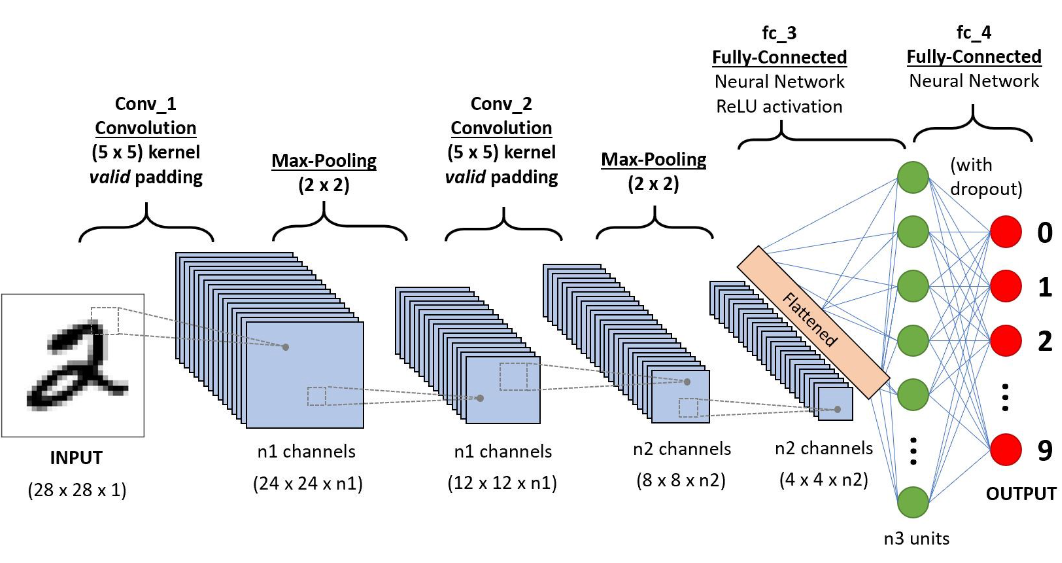 fc_3
Fully-Connected
Neural Network
ReLU activation
fc_4
Fully-Connected
Neural Network
Conv_1
Convolution
(5 x 5) kernel
valid padding
Max-Pooling
(2 x 2)
Conv_2
Convolution
(5 x 5) kernel
valid padding
Max-Pooling
(2 x 2)
(with
dropout)
Flattened
0
1
2
9
INPUT
(28 x 28 x 1)
n1 channels
(24 x 24 x n1)
n1 channels
(12 x 12 x n1)
n2 channels
(8 x 8 x n2)
n2 channels
(4 x 4 x n2)
OUTPUT
n3 units
2